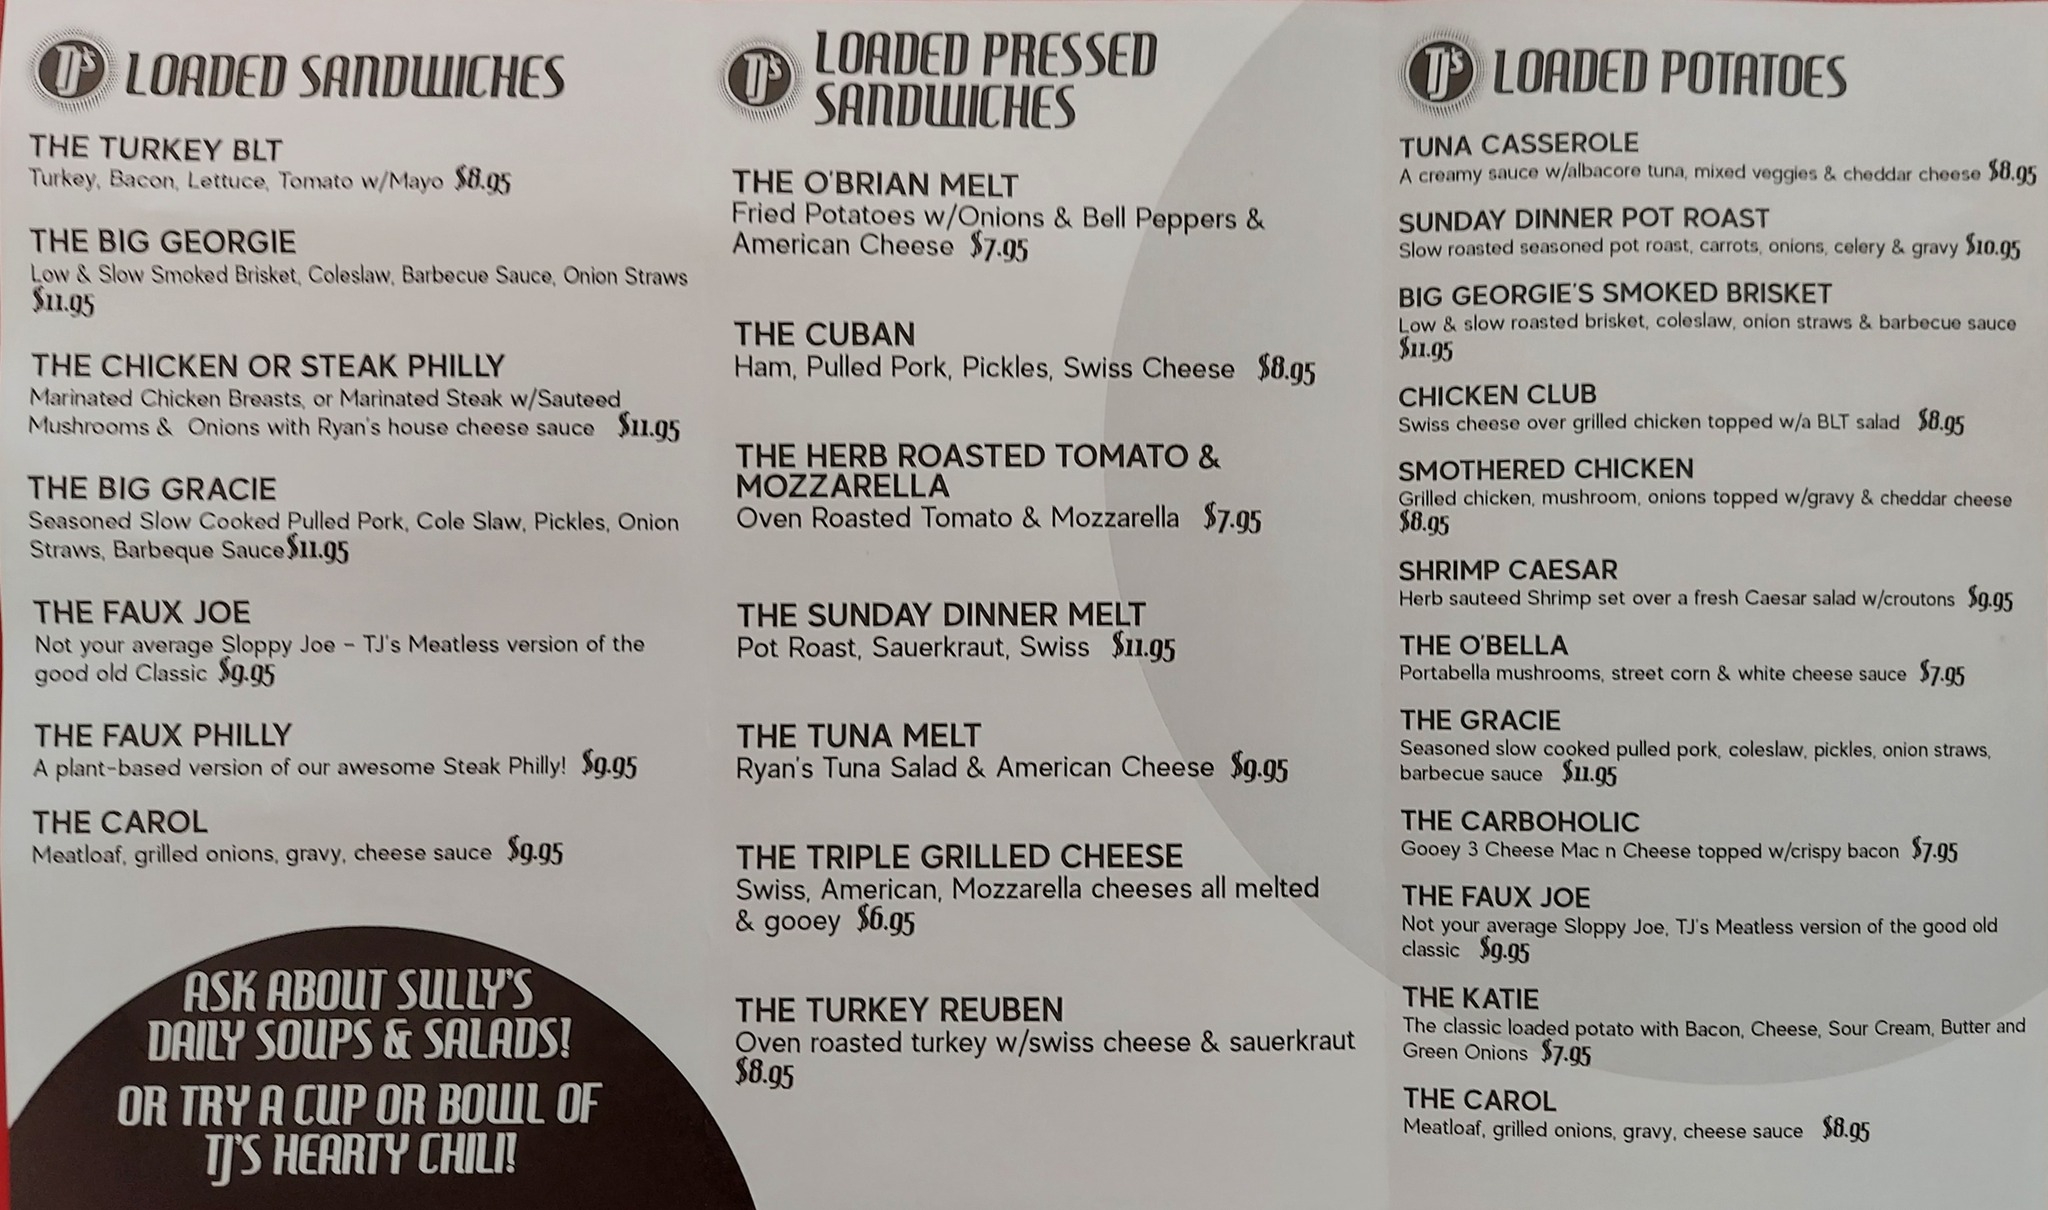 TJ's LOADED SANDWICHES
THE TURKEY BLT
Turkey, Bacon, Lettuce, Tomato w/Mayo $8.95
THE BIG GEORGIE
Low & Slow Smoked Brisket, Coleslaw, Barbecue Sauce, Onion Straws
$11.95
THE CHICKEN OR STEAK PHILLY
Marinated Chicken Breasts, or Marinated Steak w/Sauteed
Mushrooms & Onions with Ryan's house cheese sauce $11.95
THE BIG GRACIE
Seasoned Slow Cooked Pulled Pork, Cole Slaw, Pickles, Onion
Straws, Barbeque Sauce $11.95
THE FAUX JOE
Not your average Sloppy Joe – TJ's Meatless version of the
good old Classic $9.95
THE FAUX PHILLY
A plant-based version of our awesome Steak Philly! $9.95
THE CAROL
Meatloaf, grilled onions, gravy, cheese sauce $9.95
ASK ABOUT SULLY'S
DAILY SOUPS & SALADS!
OR TRY A CUP OR BOWL OF
TJ'S HEARTY CHILI!
TJ's LOADED PRESSED
SANDWICHES
THE O'BRIAN MELT
Fried Potatoes w/Onions & Bell Peppers &
American Cheese $7.95
THE CUBAN
Ham, Pulled Pork, Pickles, Swiss Cheese $8.95
THE HERB ROASTED TOMATO &
MOZZARELLA
Oven Roasted Tomato & Mozzarella $7.95
THE SUNDAY DINNER MELT
Pot Roast, Sauerkraut, Swiss $11.95
THE TUNA MELT
Ryan's Tuna Salad & American Cheese $9.95
THE TRIPLE GRILLED CHEESE
Swiss, American, Mozzarella cheeses all melted
& gooey $6.95
THE TURKEY REUBEN
Oven roasted turkey w/swiss cheese & sauerkraut
$8.95
TJ's LOADED POTATOES
TUNA CASSEROLE
A creamy sauce w/albacore tuna, mixed veggies & cheddar cheese $8.95
SUNDAY DINNER POT ROAST
Slow roasted seasoned pot roast, carrots, onions, celery & gravy $10.95
BIG GEORGIE'S SMOKED BRISKET
Low & slow roasted brisket, coleslaw, onion straws & barbecue sauce
$11.95
CHICKEN CLUB
Swiss cheese over grilled chicken topped w/a BLT salad $8.95
SMOTHERED CHICKEN
Grilled chicken, mushroom, onions topped w/gravy & cheddar cheese
$8.95
SHRIMP CAESAR
Herb sauteed Shrimp set over a fresh Caesar salad w/croutons $9.95
THE O'BELLA
Portabella mushrooms, street corn & white cheese sauce $7.95
THE GRACIE
Seasoned slow cooked pulled pork, coleslaw, pickles, onion straws,
barbecue sauce $11.95
THE CARBOHOLIC
Gooey 3 Cheese Mac n Cheese topped w/crispy bacon $7.95
THE FAUX JOE
Not your average Sloppy Joe, TJ's Meatless version of the good old
classic $9.95
THE KATIE
The classic loaded potato with Bacon, Cheese, Sour Cream, Butter and
Green Onions $7.95
THE CAROL
Meatloaf, grilled onions, gravy, cheese sauce $8.95